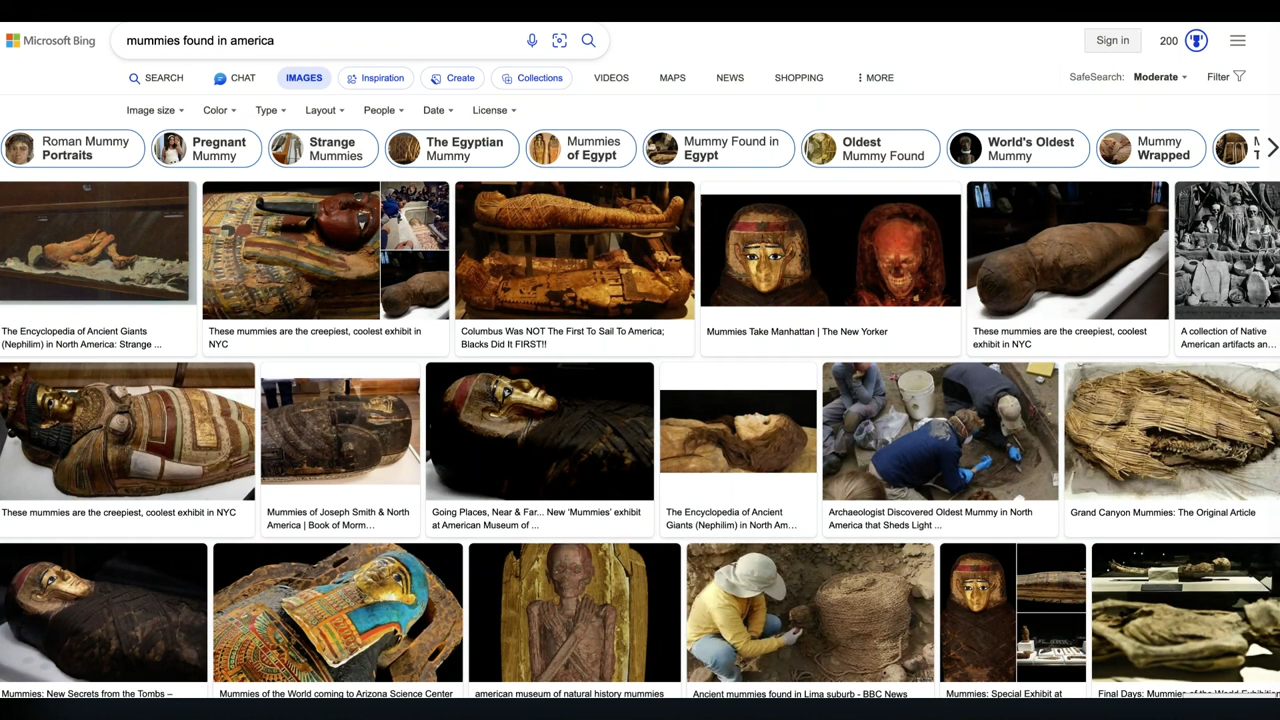 Microsoft Bing
mummies found in america
Sign in
200
SEARCH
CHAT
IMAGES
Inspiration
Create
Collections
VIDEOS
MAPS
NEWS
SHOPPING
MORE
SafeSearch:
Moderate
Filter
Image size
Color
Type
Layout
People
Date
License
Roman Mummy
Portraits
Pregnant
Mummy
Strange
Mummies
The Egyptian
Mummy
Mummies
of Egypt
Mummy Found in
Egypt
Oldest
Mummy Found
World's Oldest
Mummy
Mummy
Wrapped
The Encyclopedia of Ancient Giants
(Nephilim) in North America: Strange ...
These mummies are the creepiest, coolest exhibit in
NYC
Columbus Was NOT The First To Sail To America;
Blacks Did It FIRST!!
Mummies Take Manhattan | The New Yorker
These mummies are the creepiest, coolest
exhibit in NYC
A collection of Native
American artifacts an...
These mummies are the creepiest, coolest exhibit in NYC
Mummies of Joseph Smith & North
America | Book of Morm...
Going Places, Near & Far... New 'Mummies' exhibit
at American Museum of ...
The Encyclopedia of Ancient
Giants (Nephilim) in North Am...
Archaeologist Discovered Oldest Mummy in North
America that Sheds Light ...
Grand Canyon Mummies: The Original Article
Mummies: New Secrets from the Tombs –
Mummies of the World coming to Arizona Science Center
american museum of natural history mummies
Ancient mummies found in Lima suburb - BBC News
Mummies: Special Exhibit at
Final Days: Mummies of the World Exhibition